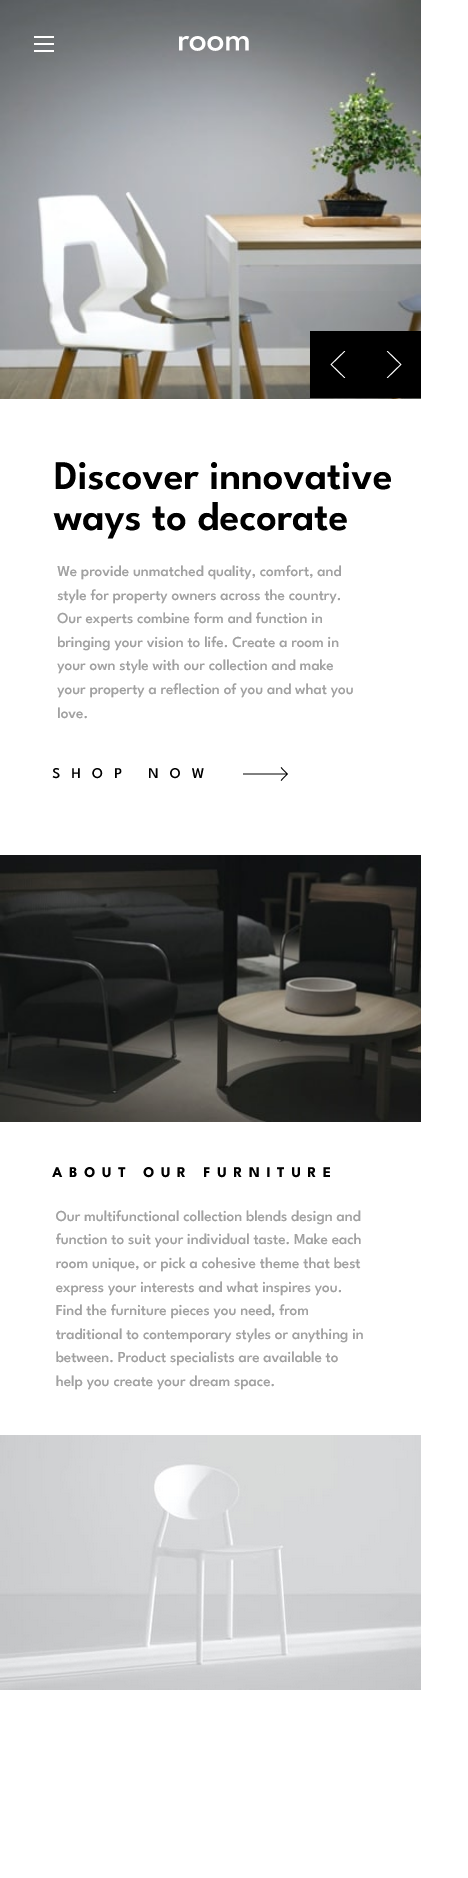 room
Discover innovative
ways to decorate
We provide unmatched quality, comfort, and
style for property owners across the country.
Our experts combine form and function in
bringing your vision to life. Create a room in
your own style with our collection and make
your property a reflection of you and what you
love.
SHOP NOW
ABOUT OUR FURNITURE
Our multifunctional collection blends design and
function to suit your individual taste. Make each
room unique, or pick a cohesive theme that best
express your interests and what inspires you.
Find the furniture pieces you need, from
traditional to contemporary styles or anything in
between. Product specialists are available to
help you create your dream space.